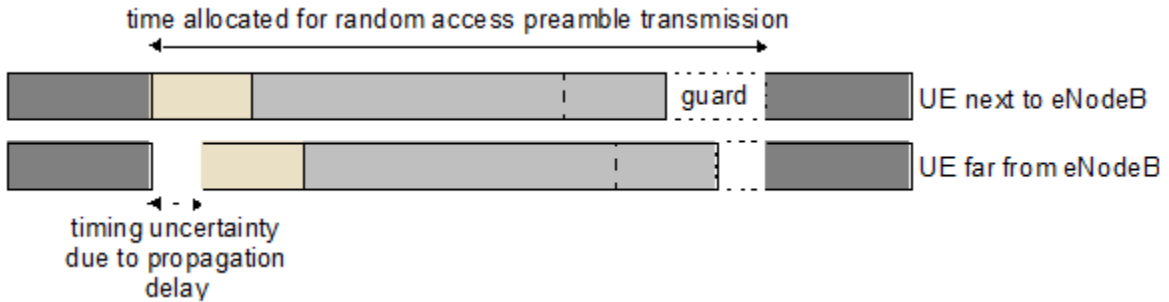 time allocated for random access preamble transmission
guard
UE next to eNodeB
UE far from eNodeB
timing uncertainty
due to propagation
delay